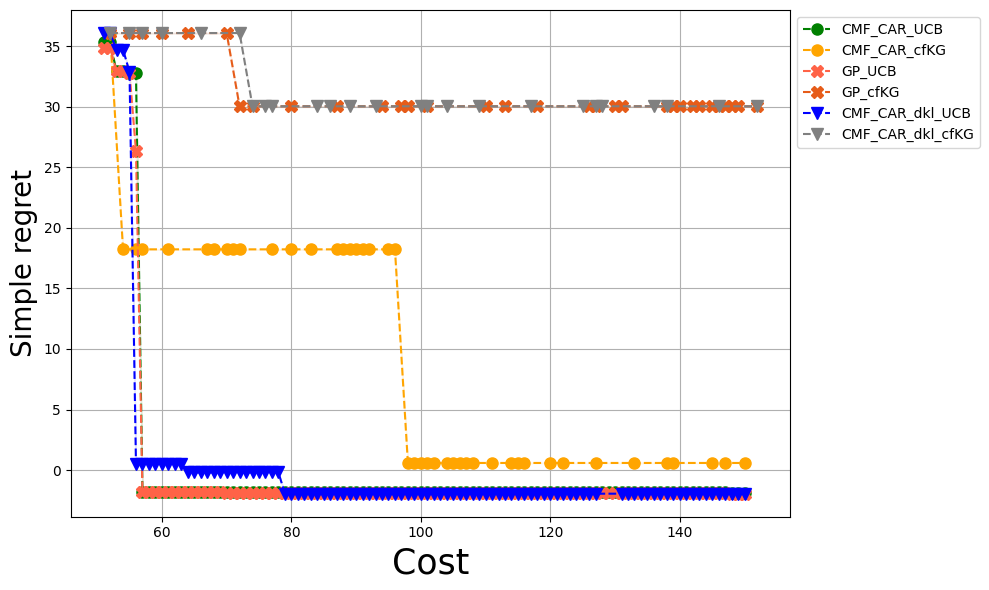 CMF_CAR_UCB
CMF_CAR_cfKG
GP_UCB
GP_cfKG
CMF_CAR_dkl_UCB
CMF_CAR_dkl_cfKG
Simple regret
35
30
25
20
15
10
5
0
60
80
100
120
140
Cost